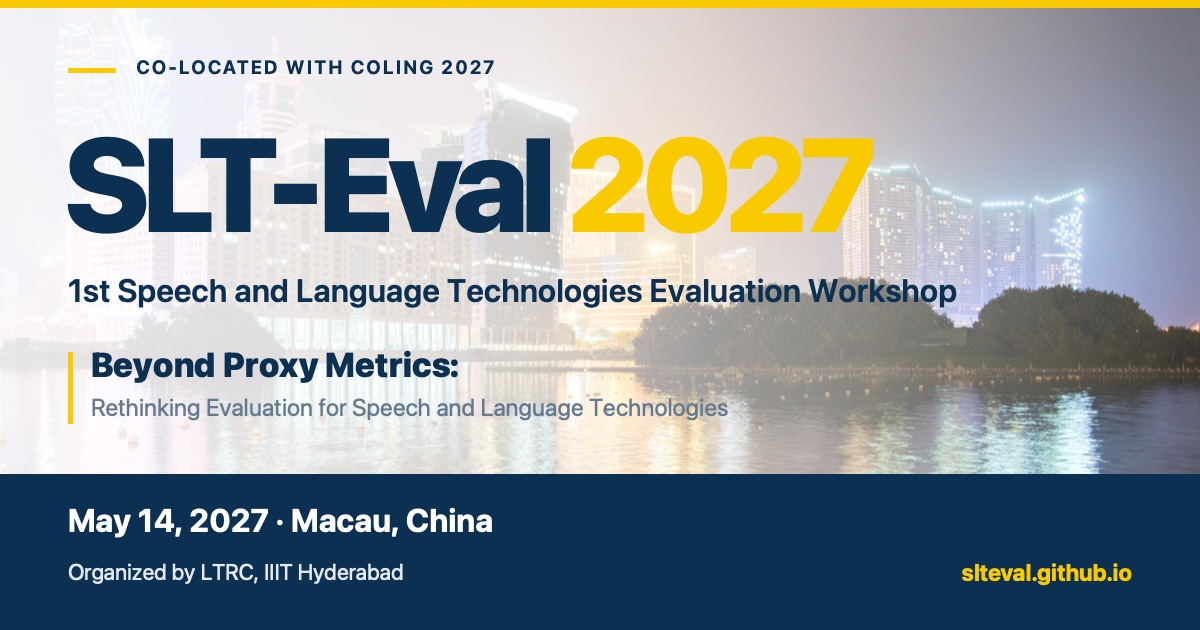 CO-LOCATED WITH COLING 2027
SLT-Eval 2027
1st Speech and Language Technologies Evaluation Workshop
Beyond Proxy Metrics:
Rethinking Evaluation for Speech and Language Technologies
May 14, 2027 · Macau, China
Organized by LTRC, IIIT Hyderabad
slteval.github.io